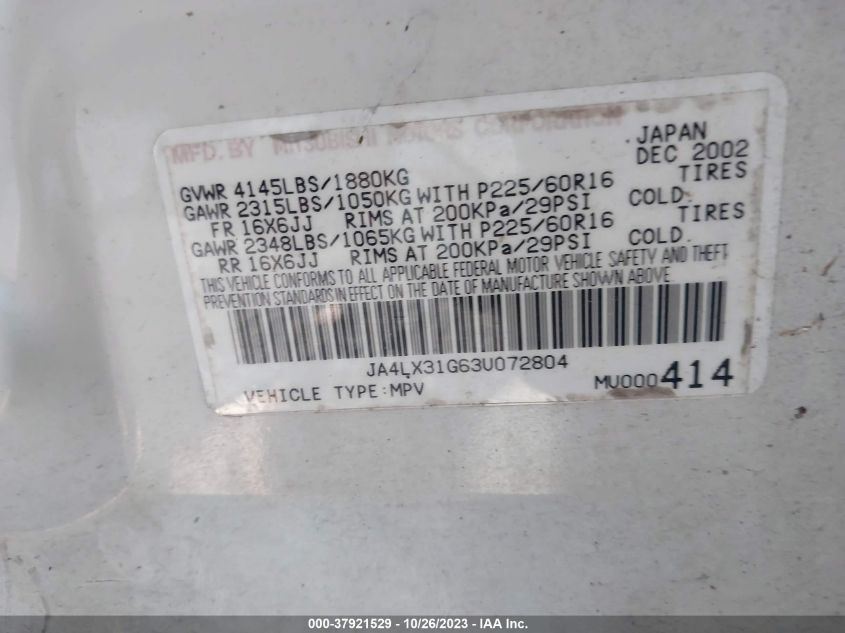 MFD. BY MITSUBISHI MOTORS CORPORATION
.JAPAN
GVWR 4145LBS/1880KG DEC 2002
GAWR 2315LBS/1050KG WITH P225/60R16 TIRES
FR 16X6JJ RIMS AT 200KPa/29PSI COLD.
GAWR 2348LBS/1065KG WITH P225/60R16 TIRES
RR 16X6JJ RIMS AT 200KPa/29PSI COLD.
THIS VEHICLE CONFORMS TO ALL APPLICABLE FEDERAL MOTOR VEHICLE SAFETY AND THEFT
PREVENTION STANDARDS IN EFFECT ON THE DATE OF MANUFACTURE SHOWN ABOVE.
JA4LX31G63U072804
VEHICLE TYPE:MPV MU000414
000-37921529 - 10/26/2023 - IAA Inc.